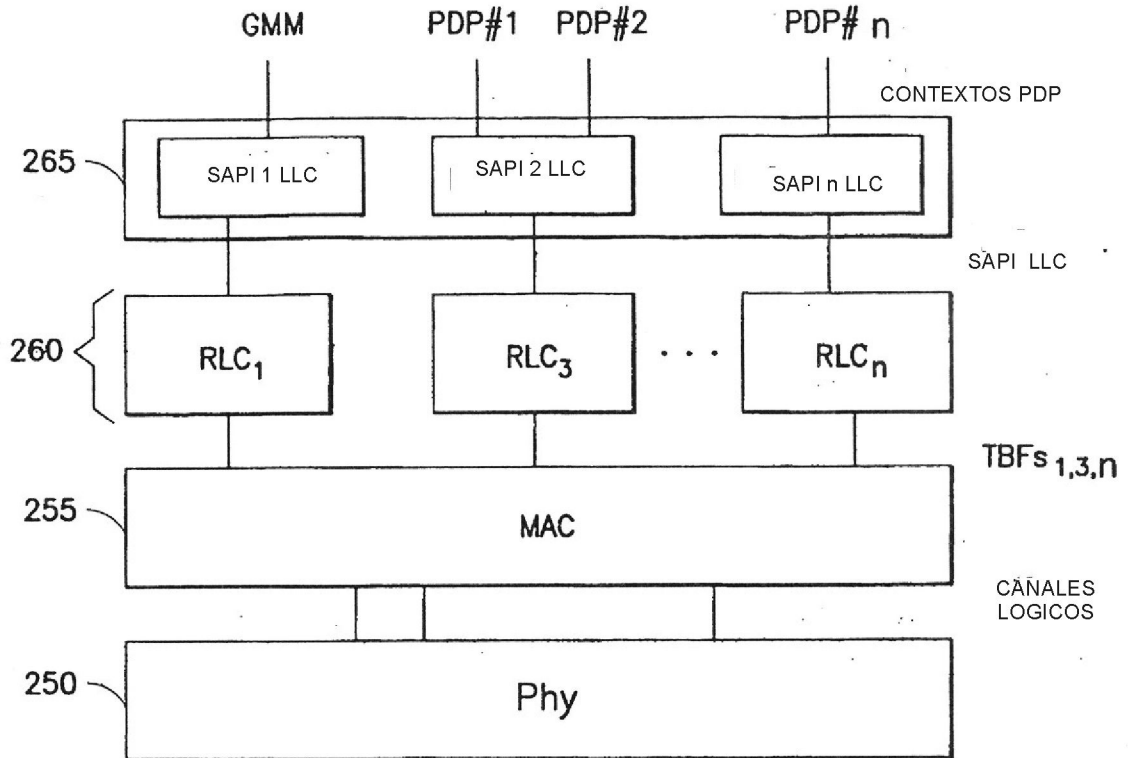 GMM PDP#1 PDP#2 PDP# n
CONTEXTOS PDP
265
SAPI 1 LLC SAPI 2 LLC SAPI n LLC
SAPI LLC
260
RLC1 RLC3 . . . RLCn
TBFs 1,3,n
255
MAC
CANALES
LOGICOS
250
Phy